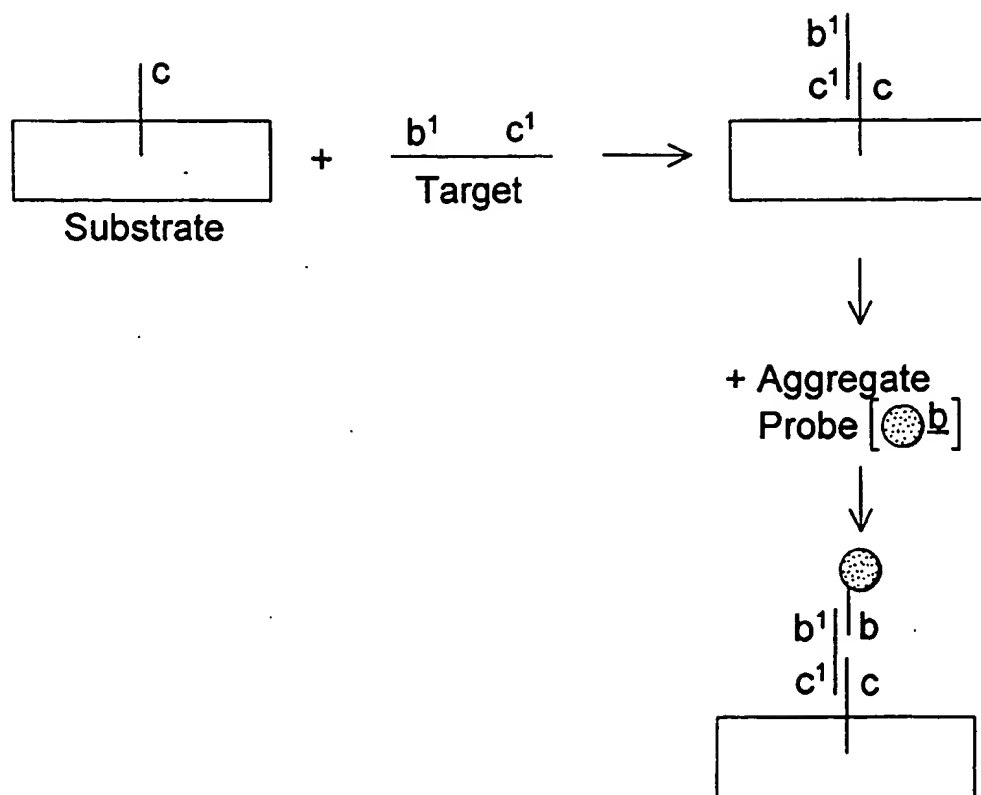 c
Substrate
+
b¹ c¹
Target
b¹
c¹ c
+ Aggregate
Probe [ b]
b¹ b
c¹ c